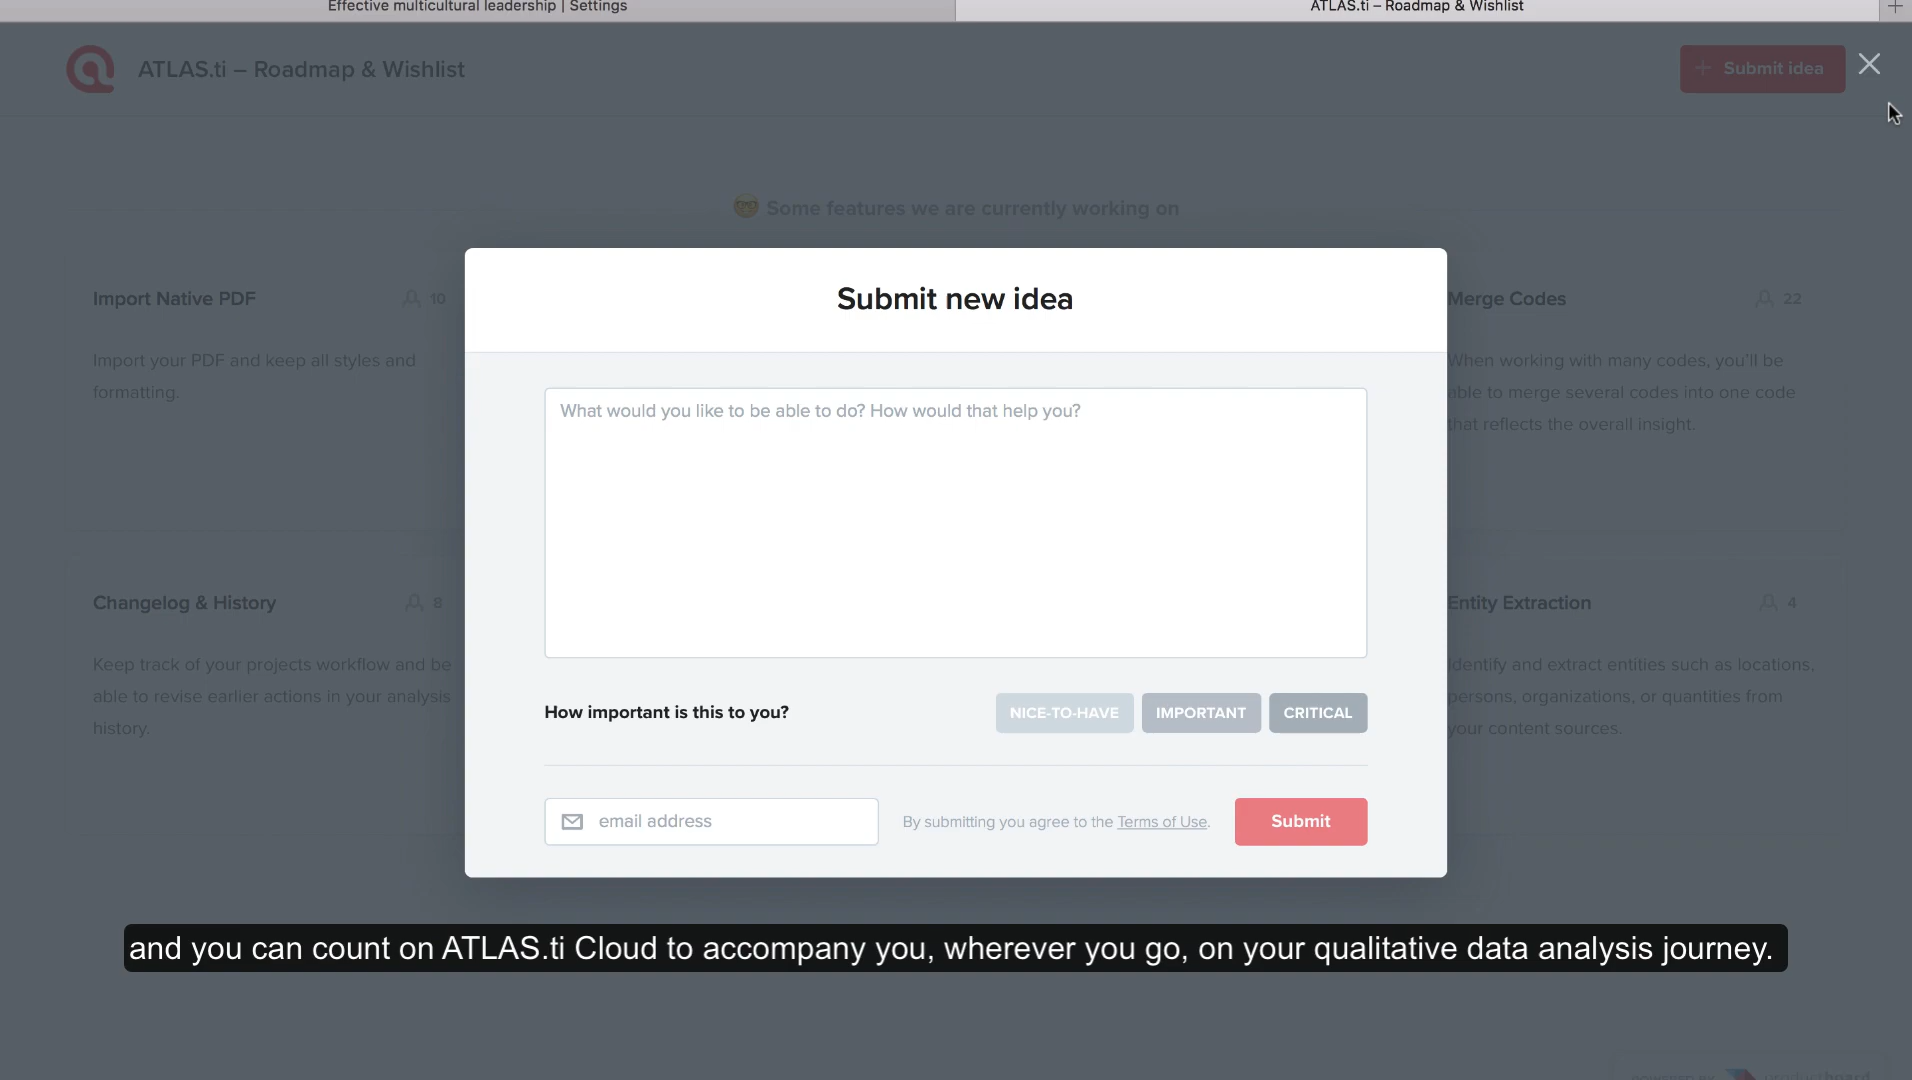 Effective multicultural leadership | Settings
ATLAS.ti – Roadmap & Wishlist
ATLAS.ti – Roadmap & Wishlist
Submit idea
Some features we are currently working on
Import Native PDF
10
Import your PDF and keep all styles and
formatting.
Submit new idea
What would you like to be able to do? How would that help you?
How important is this to you?
NICE-TO-HAVE
IMPORTANT
CRITICAL
email address
By submitting you agree to the Terms of Use.
Submit
Merge Codes
22
When working with many codes, you'll be
able to merge several codes into one code
that reflects the overall insight.
Changelog & History
8
Keep track of your projects workflow and be
able to revise earlier actions in your analysis
history.
Entity Extraction
4
Identify and extract entities such as locations,
persons, organizations, or quantities from
your content sources.
and you can count on ATLAS.ti Cloud to accompany you, wherever you go, on your qualitative data analysis journey.
POWERED BY productboard